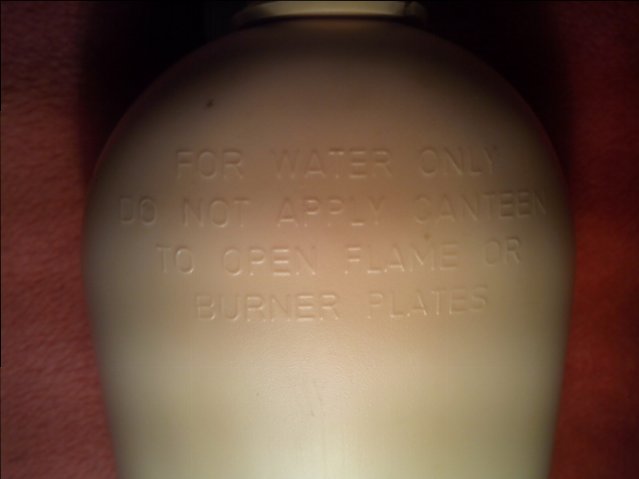 FOR WATER ONLY
DO NOT APPLY CANTEEN
TO OPEN FLAME OR
BURNER PLATES